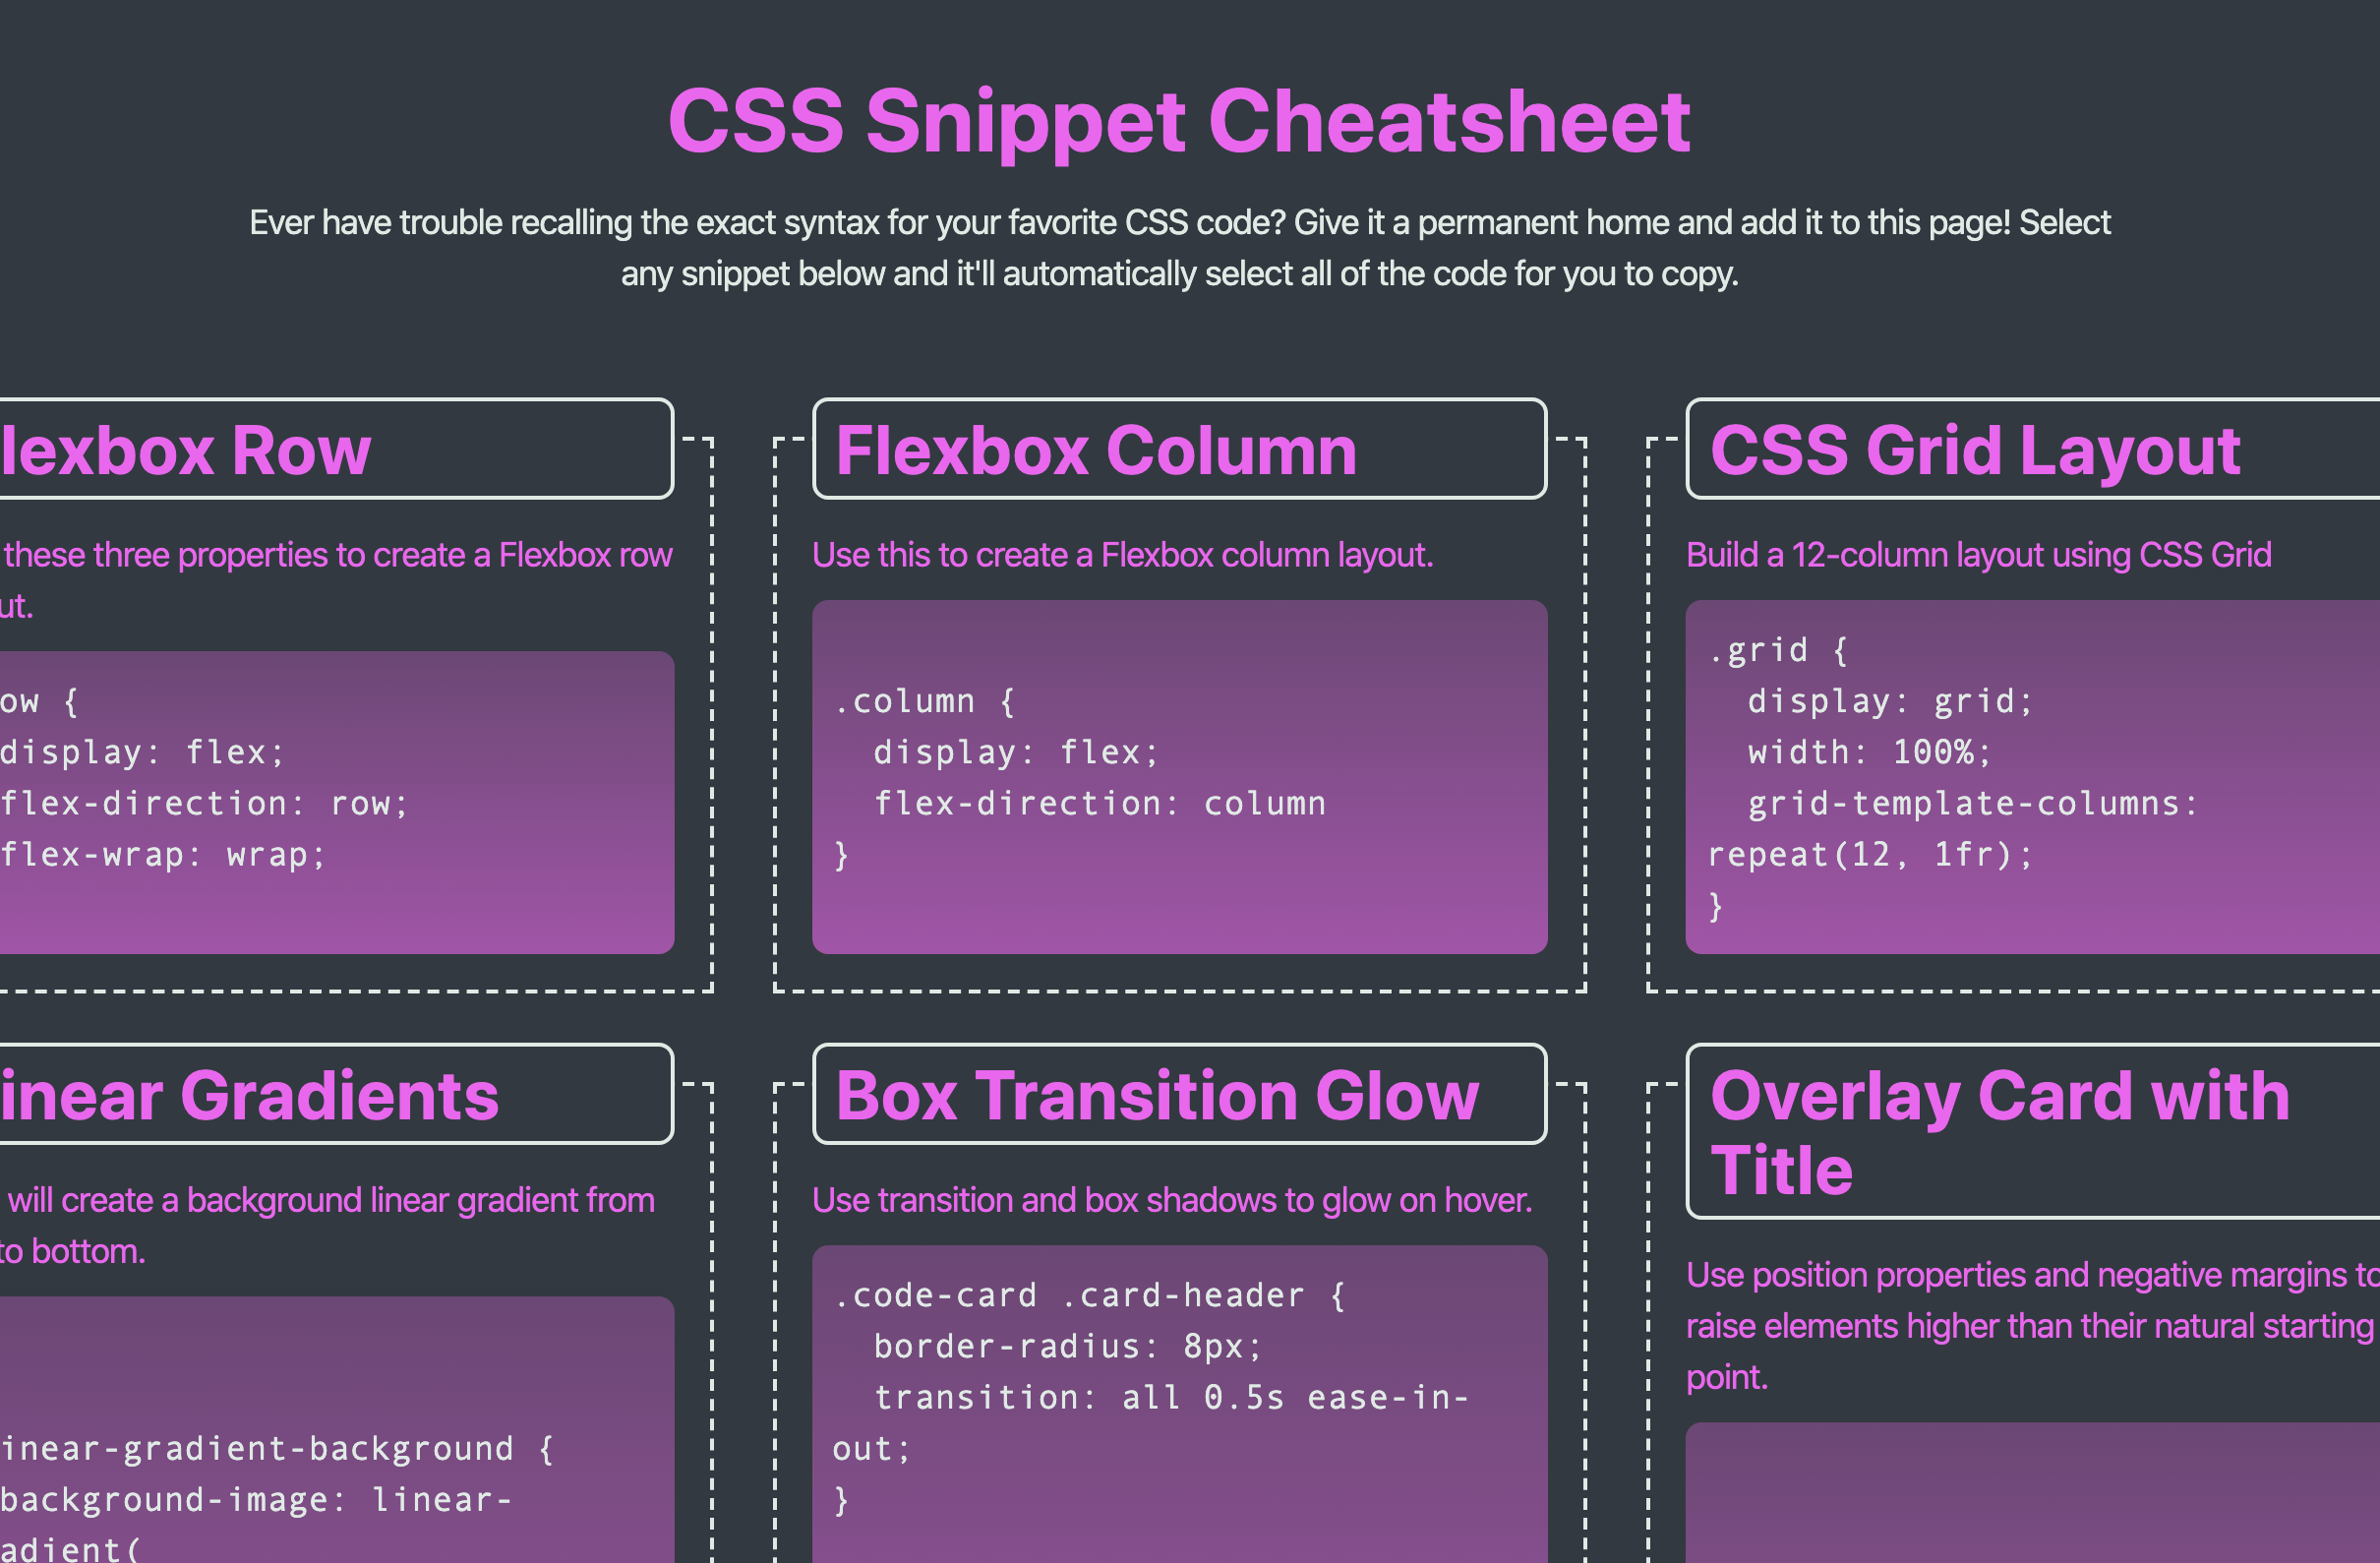 CSS Snippet Cheatsheet
Ever have trouble recalling the exact syntax for your favorite CSS code? Give it a permanent home and add it to this page! Select
any snippet below and it'll automatically select all of the code for you to copy.
lexbox Row
these three properties to create a Flexbox row
ut.
ow {
display: flex;
flex-direction: row;
flex-wrap: wrap;
Flexbox Column
Use this to create a Flexbox column layout.
.column {
  display: flex;
  flex-direction: column
}
CSS Grid Layout
Build a 12-column layout using CSS Grid
.grid {
  display: grid;
  width: 100%;
  grid-template-columns:
repeat(12, 1fr);
}
inear Gradients
will create a background linear gradient from
to bottom.
inear-gradient-background {
background-image: linear-
adient(
Box Transition Glow
Use transition and box shadows to glow on hover.
.code-card .card-header {
  border-radius: 8px;
  transition: all 0.5s ease-in-
out;
}
Overlay Card with
Title
Use position properties and negative margins to
raise elements higher than their natural starting
point.